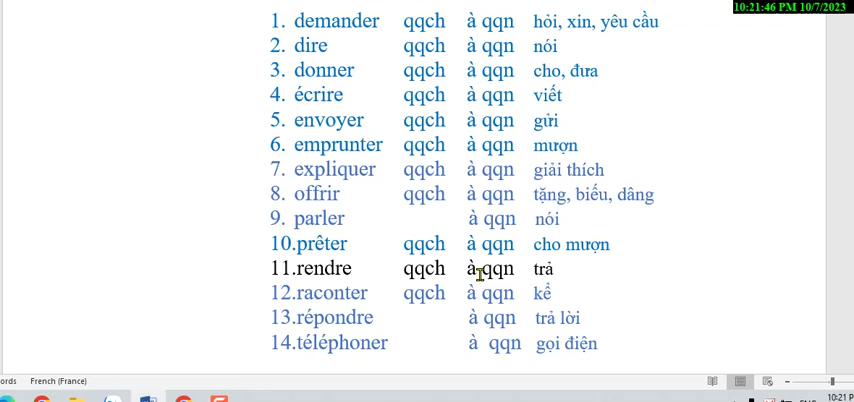 10:21:46 PM 10/7/2023
1. demander qqch à qqn hỏi, xin, yêu cầu
2. dire qqch à qqn nói
3. donner qqch à qqn cho, đưa
4. écrire qqch à qqn viết
5. envoyer qqch à qqn gửi
6. emprunter qqch à qqn mượn
7. expliquer qqch à qqn giải thích
8. offrir qqch à qqn tặng, biếu, dâng
9. parler à qqn nói
10.prêter qqch à qqn cho mượn
11.rendre qqch à qqn trả
12.raconter qqch à qqn kể
13.répondre à qqn trả lời
14.téléphoner à qqn gọi điện
ords French (France)
10:21 P